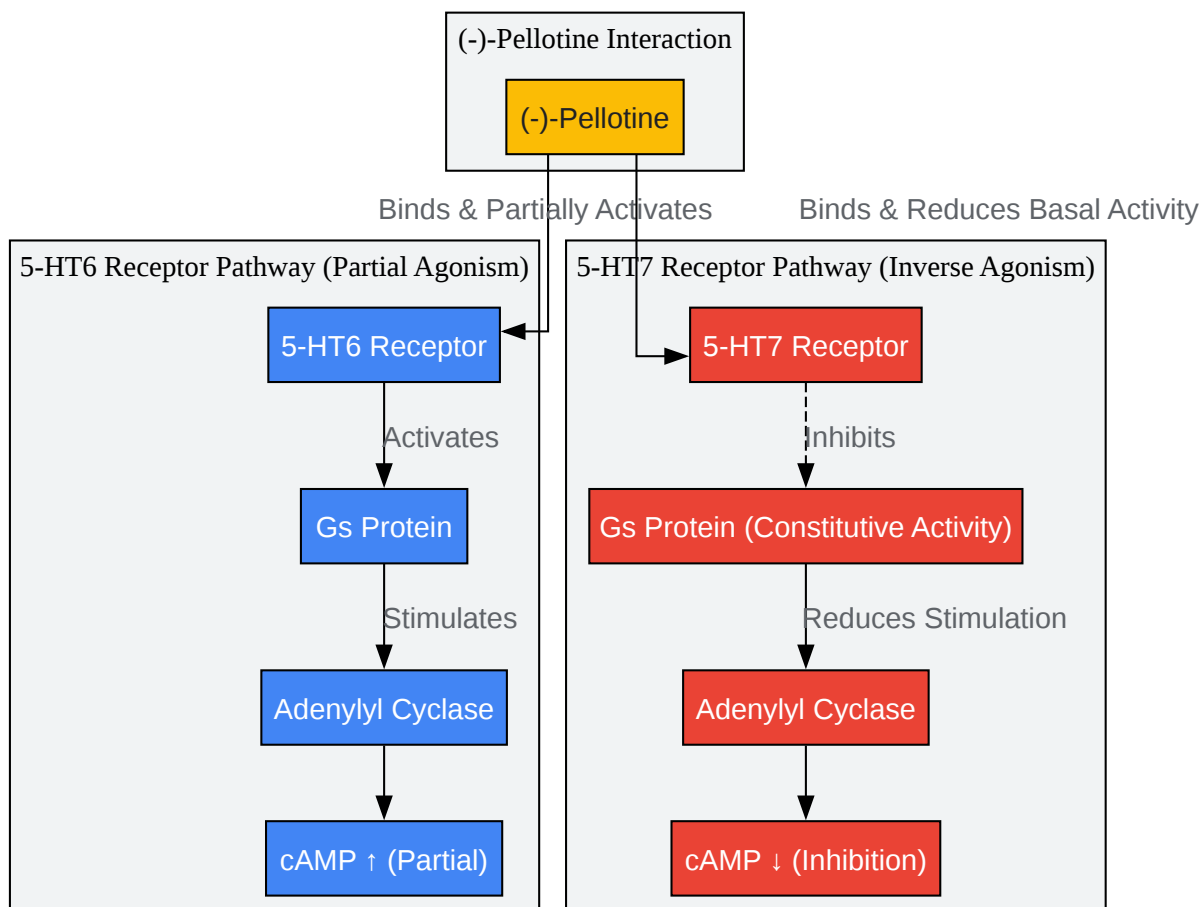 (-)-Pellotine Interaction
(-)-Pellotine
Binds & Partially Activates
Binds & Reduces Basal Activity
5-HT6 Receptor Pathway (Partial Agonism)
5-HT6 Receptor
Activates
Gs Protein
Stimulates
Adenylyl Cyclase
cAMP ↑ (Partial)
5-HT7 Receptor Pathway (Inverse Agonism)
5-HT7 Receptor
Inhibits
Gs Protein (Constitutive Activity)
Reduces Stimulation
Adenylyl Cyclase
cAMP ↓ (Inhibition)